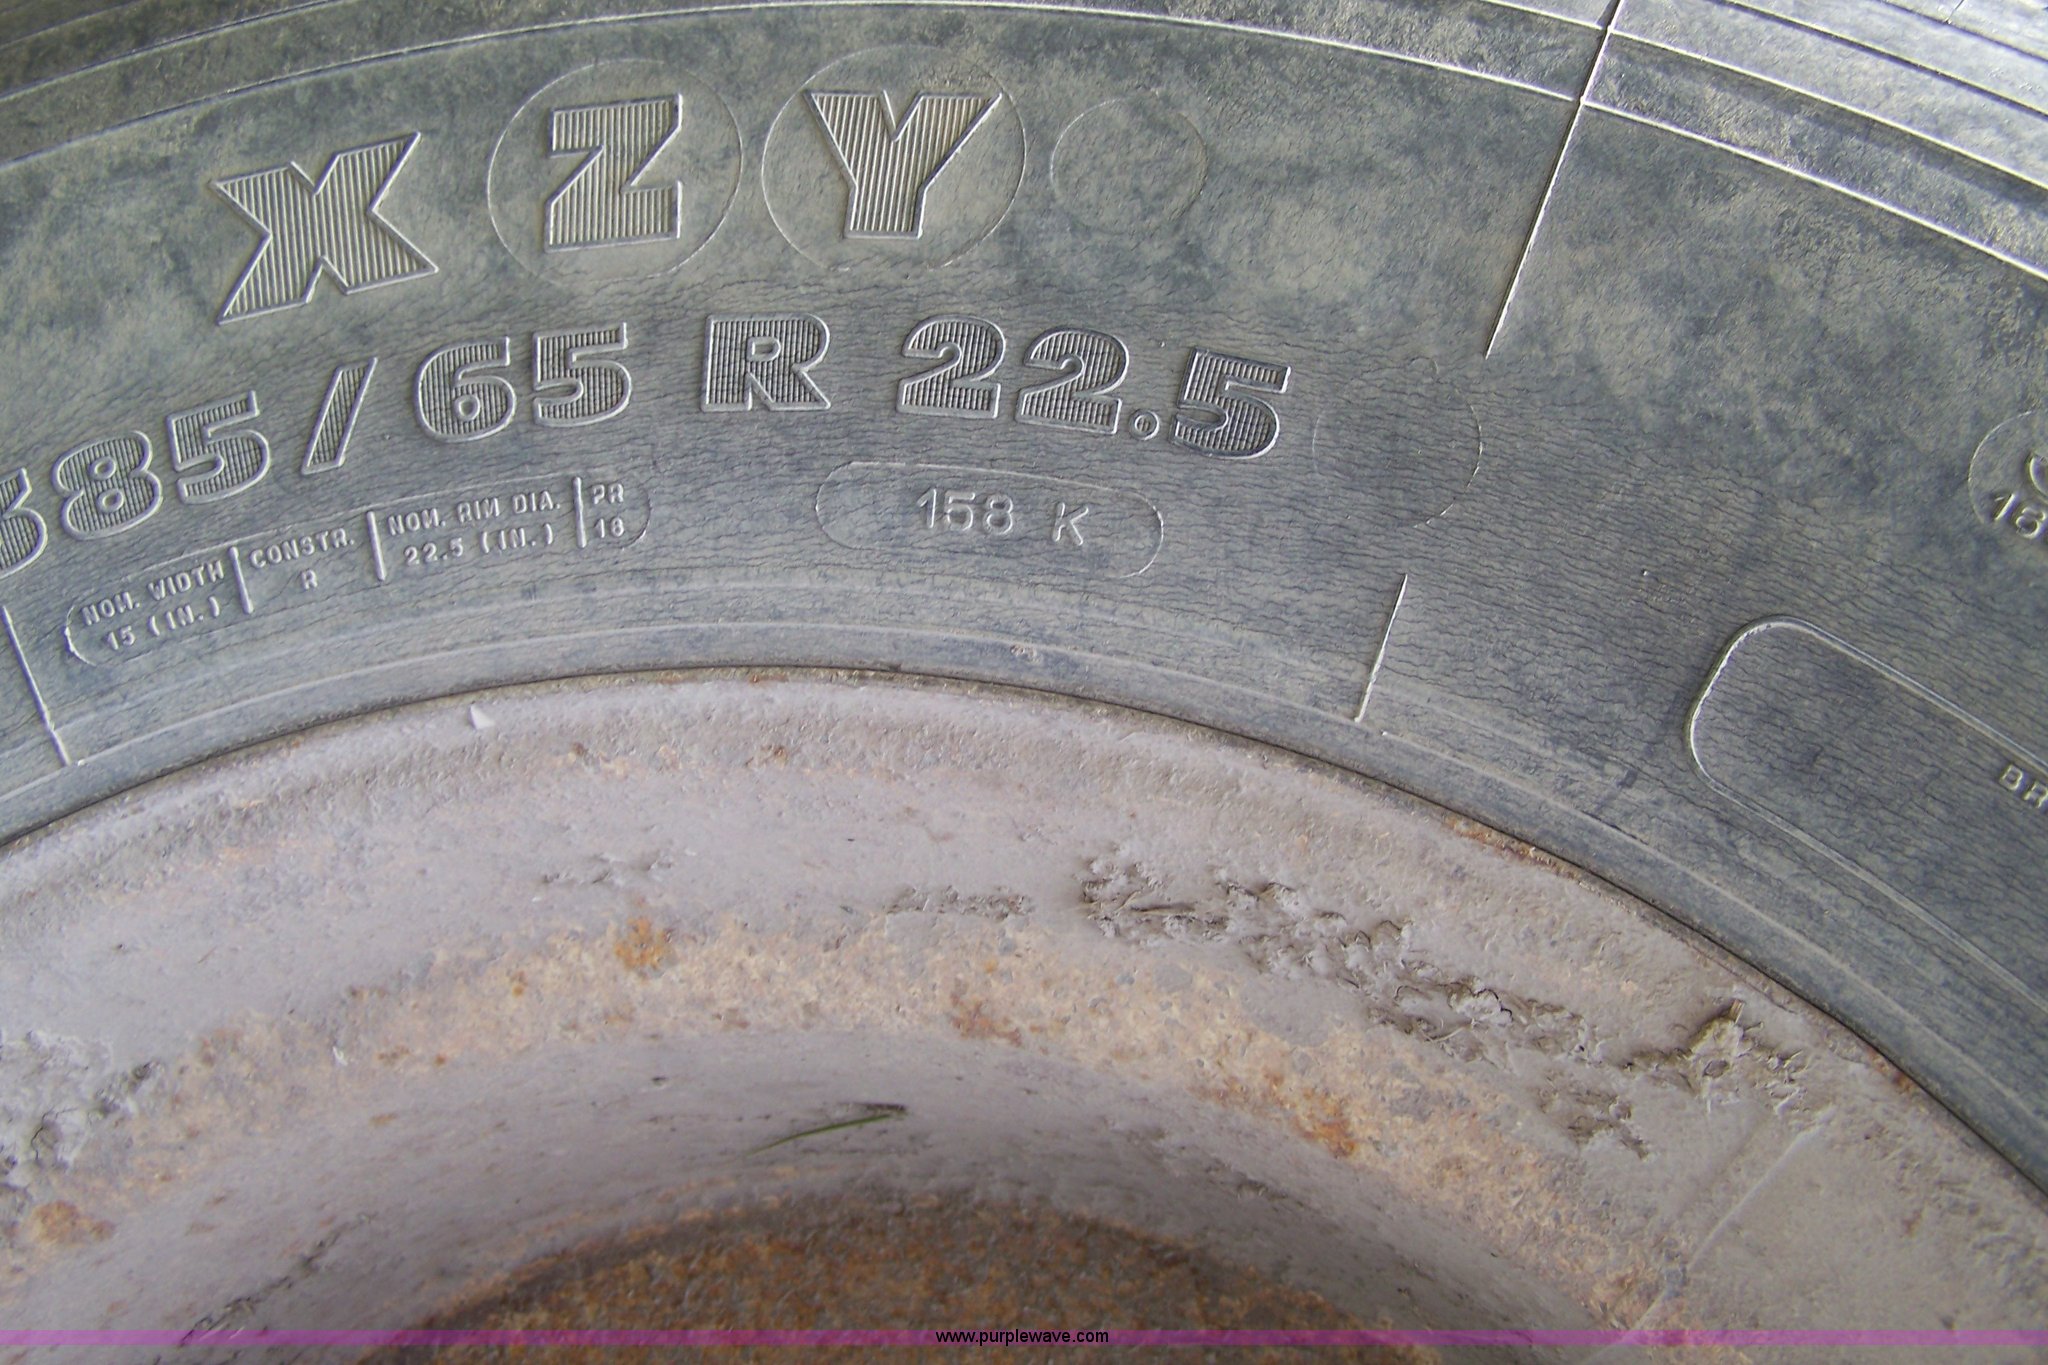 X Z Y
385/65 R 22.5
NOM. WIDTH CONSTR. NOM. RIM DIA. PR
15 (IN.) R 22.5 (IN.) 18
158 K
www.purplewave.com